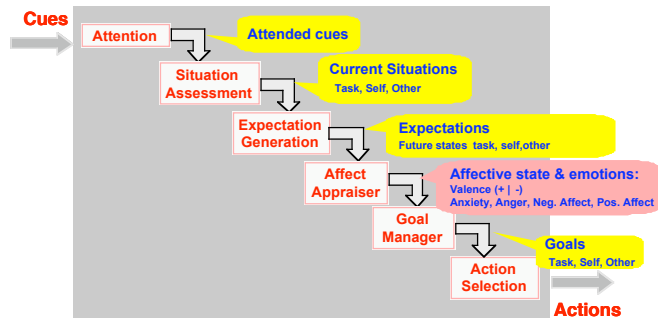 Cues
Attention
Attended cues
Situation
Assessment
Current Situations
Task, Self, Other
Expectation
Generation
Expectations
Future states task, self,other
Affect
Appraiser
Affective state & emotions:
Valence (+ | -)
Anxiety, Anger, Neg. Affect, Pos. Affect
Goal
Manager
Goals
Task, Self, Other
Action
Selection
Actions